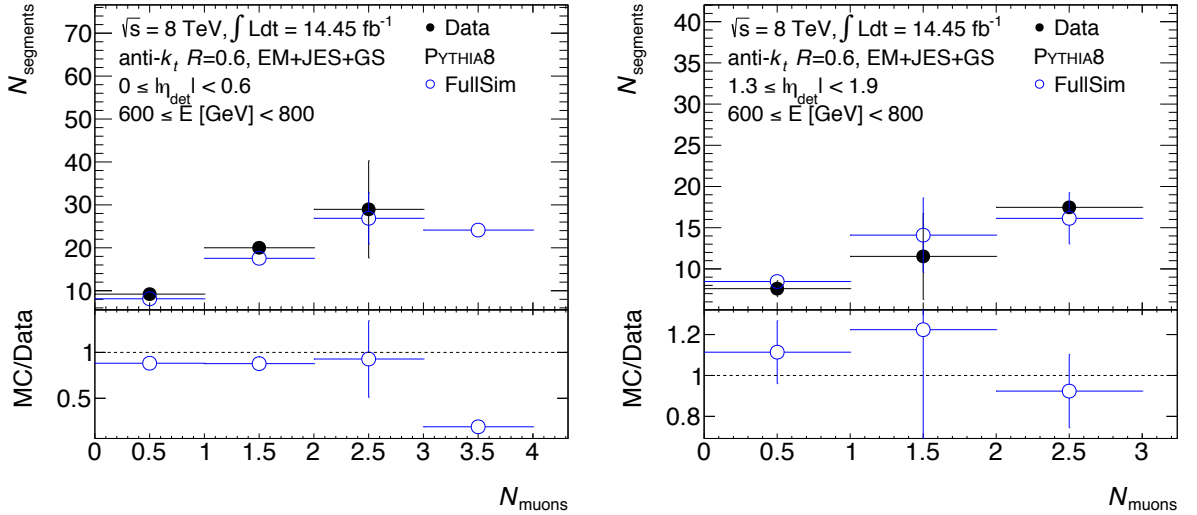 √s = 8 TeV, ∫ Ldt = 14.45 fb⁻¹
anti-kₜ R=0.6, EM+JES+GS
0 ≤ |η_det| < 0.6
600 ≤ E [GeV] < 800
Data
PYTHIA8
FullSim
N_segments
70
60
50
40
30
20
10
MC/Data
1
0.5
0 0.5 1 1.5 2 2.5 3 3.5 4
N_muons
√s = 8 TeV, ∫ Ldt = 14.45 fb⁻¹
anti-kₜ R=0.6, EM+JES+GS
1.3 ≤ |η_det| < 1.9
600 ≤ E [GeV] < 800
Data
PYTHIA8
FullSim
N_segments
40
35
30
25
20
15
10
MC/Data
1.2
1
0.8
0 0.5 1 1.5 2 2.5 3
N_muons